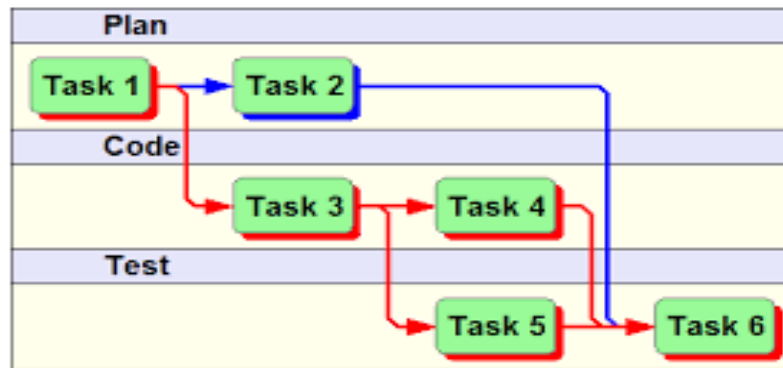 Plan
Task 1 Task 2
Code
Task 3 Task 4
Test
Task 5 Task 6